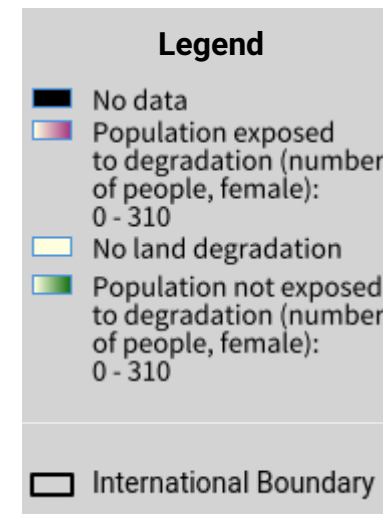 Legend
No data
Population exposed
to degradation (number
of people, female):
0 - 310
No land degradation
Population not exposed
to degradation (number
of people, female):
0 - 310
International Boundary